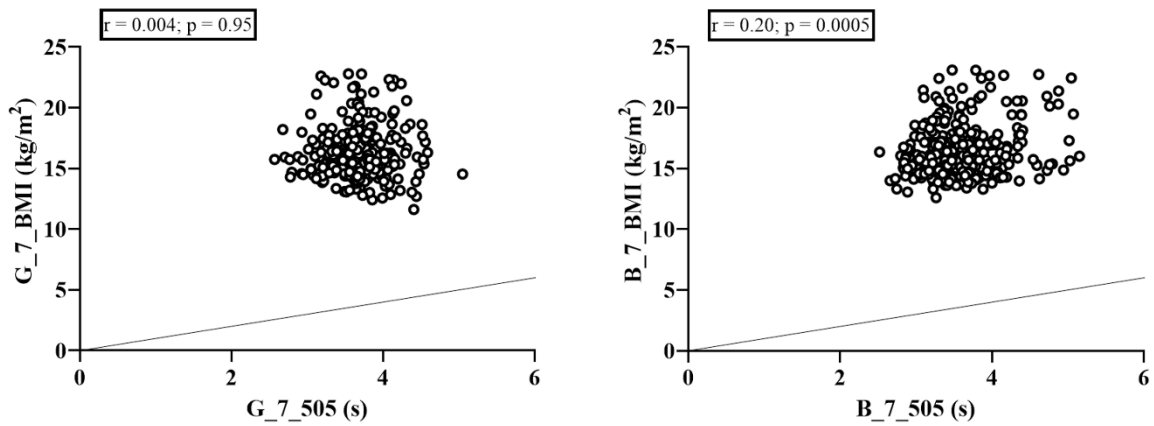 r = 0.004; p = 0.95
25
20
15
10
5
0
G_7_BMI (kg/m²)
0 2 4 6
G_7_505 (s)
r = 0.20; p = 0.0005
25
20
15
10
5
0
B_7_BMI (kg/m²)
0 2 4 6
B_7_505 (s)